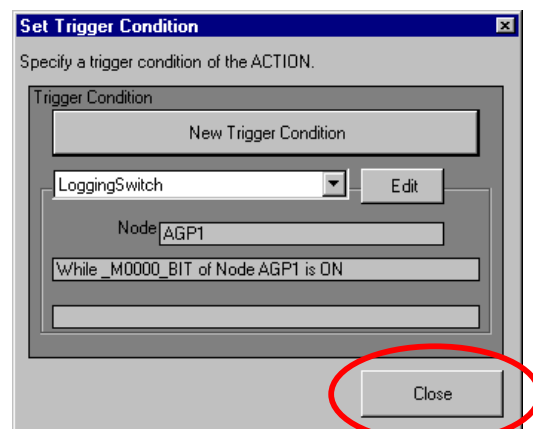 Set Trigger Condition
Specify a trigger condition of the ACTION.
Trigger Condition
New Trigger Condition
LoggingSwitch Edit
Node AGP1
While _M0000_BIT of Node AGP1 is ON
Close